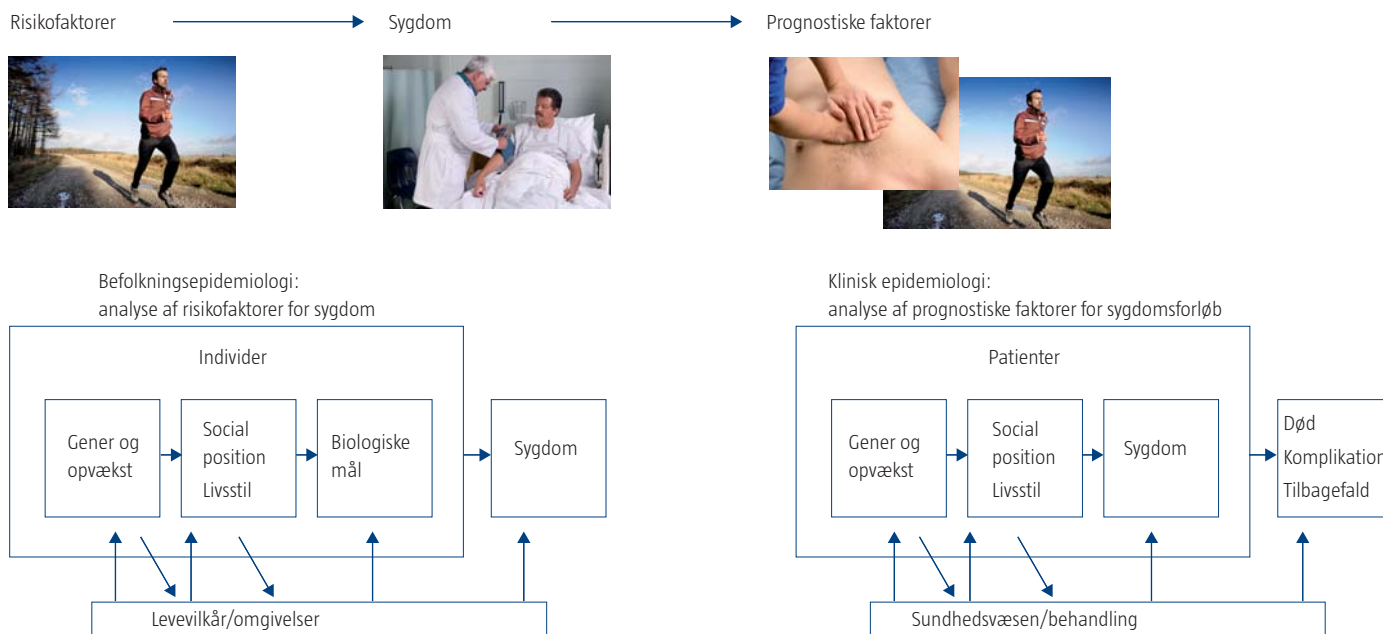 Risikofaktorer
Sygdom
Prognostiske faktorer
Befolkningsepidemiologi:
analyse af risikofaktorer for sygdom
Individer
Gener og
opvækst
Social
position
Livsstil
Biologiske
mål
Sygdom
Levevilkår/omgivelser
Klinisk epidemiologi:
analyse af prognostiske faktorer for sygdomsforløb
Patienter
Gener og
opvækst
Social
position
Livsstil
Sygdom
Død
Komplikation
Tilbagefald
Sundhedsvæsen/behandling